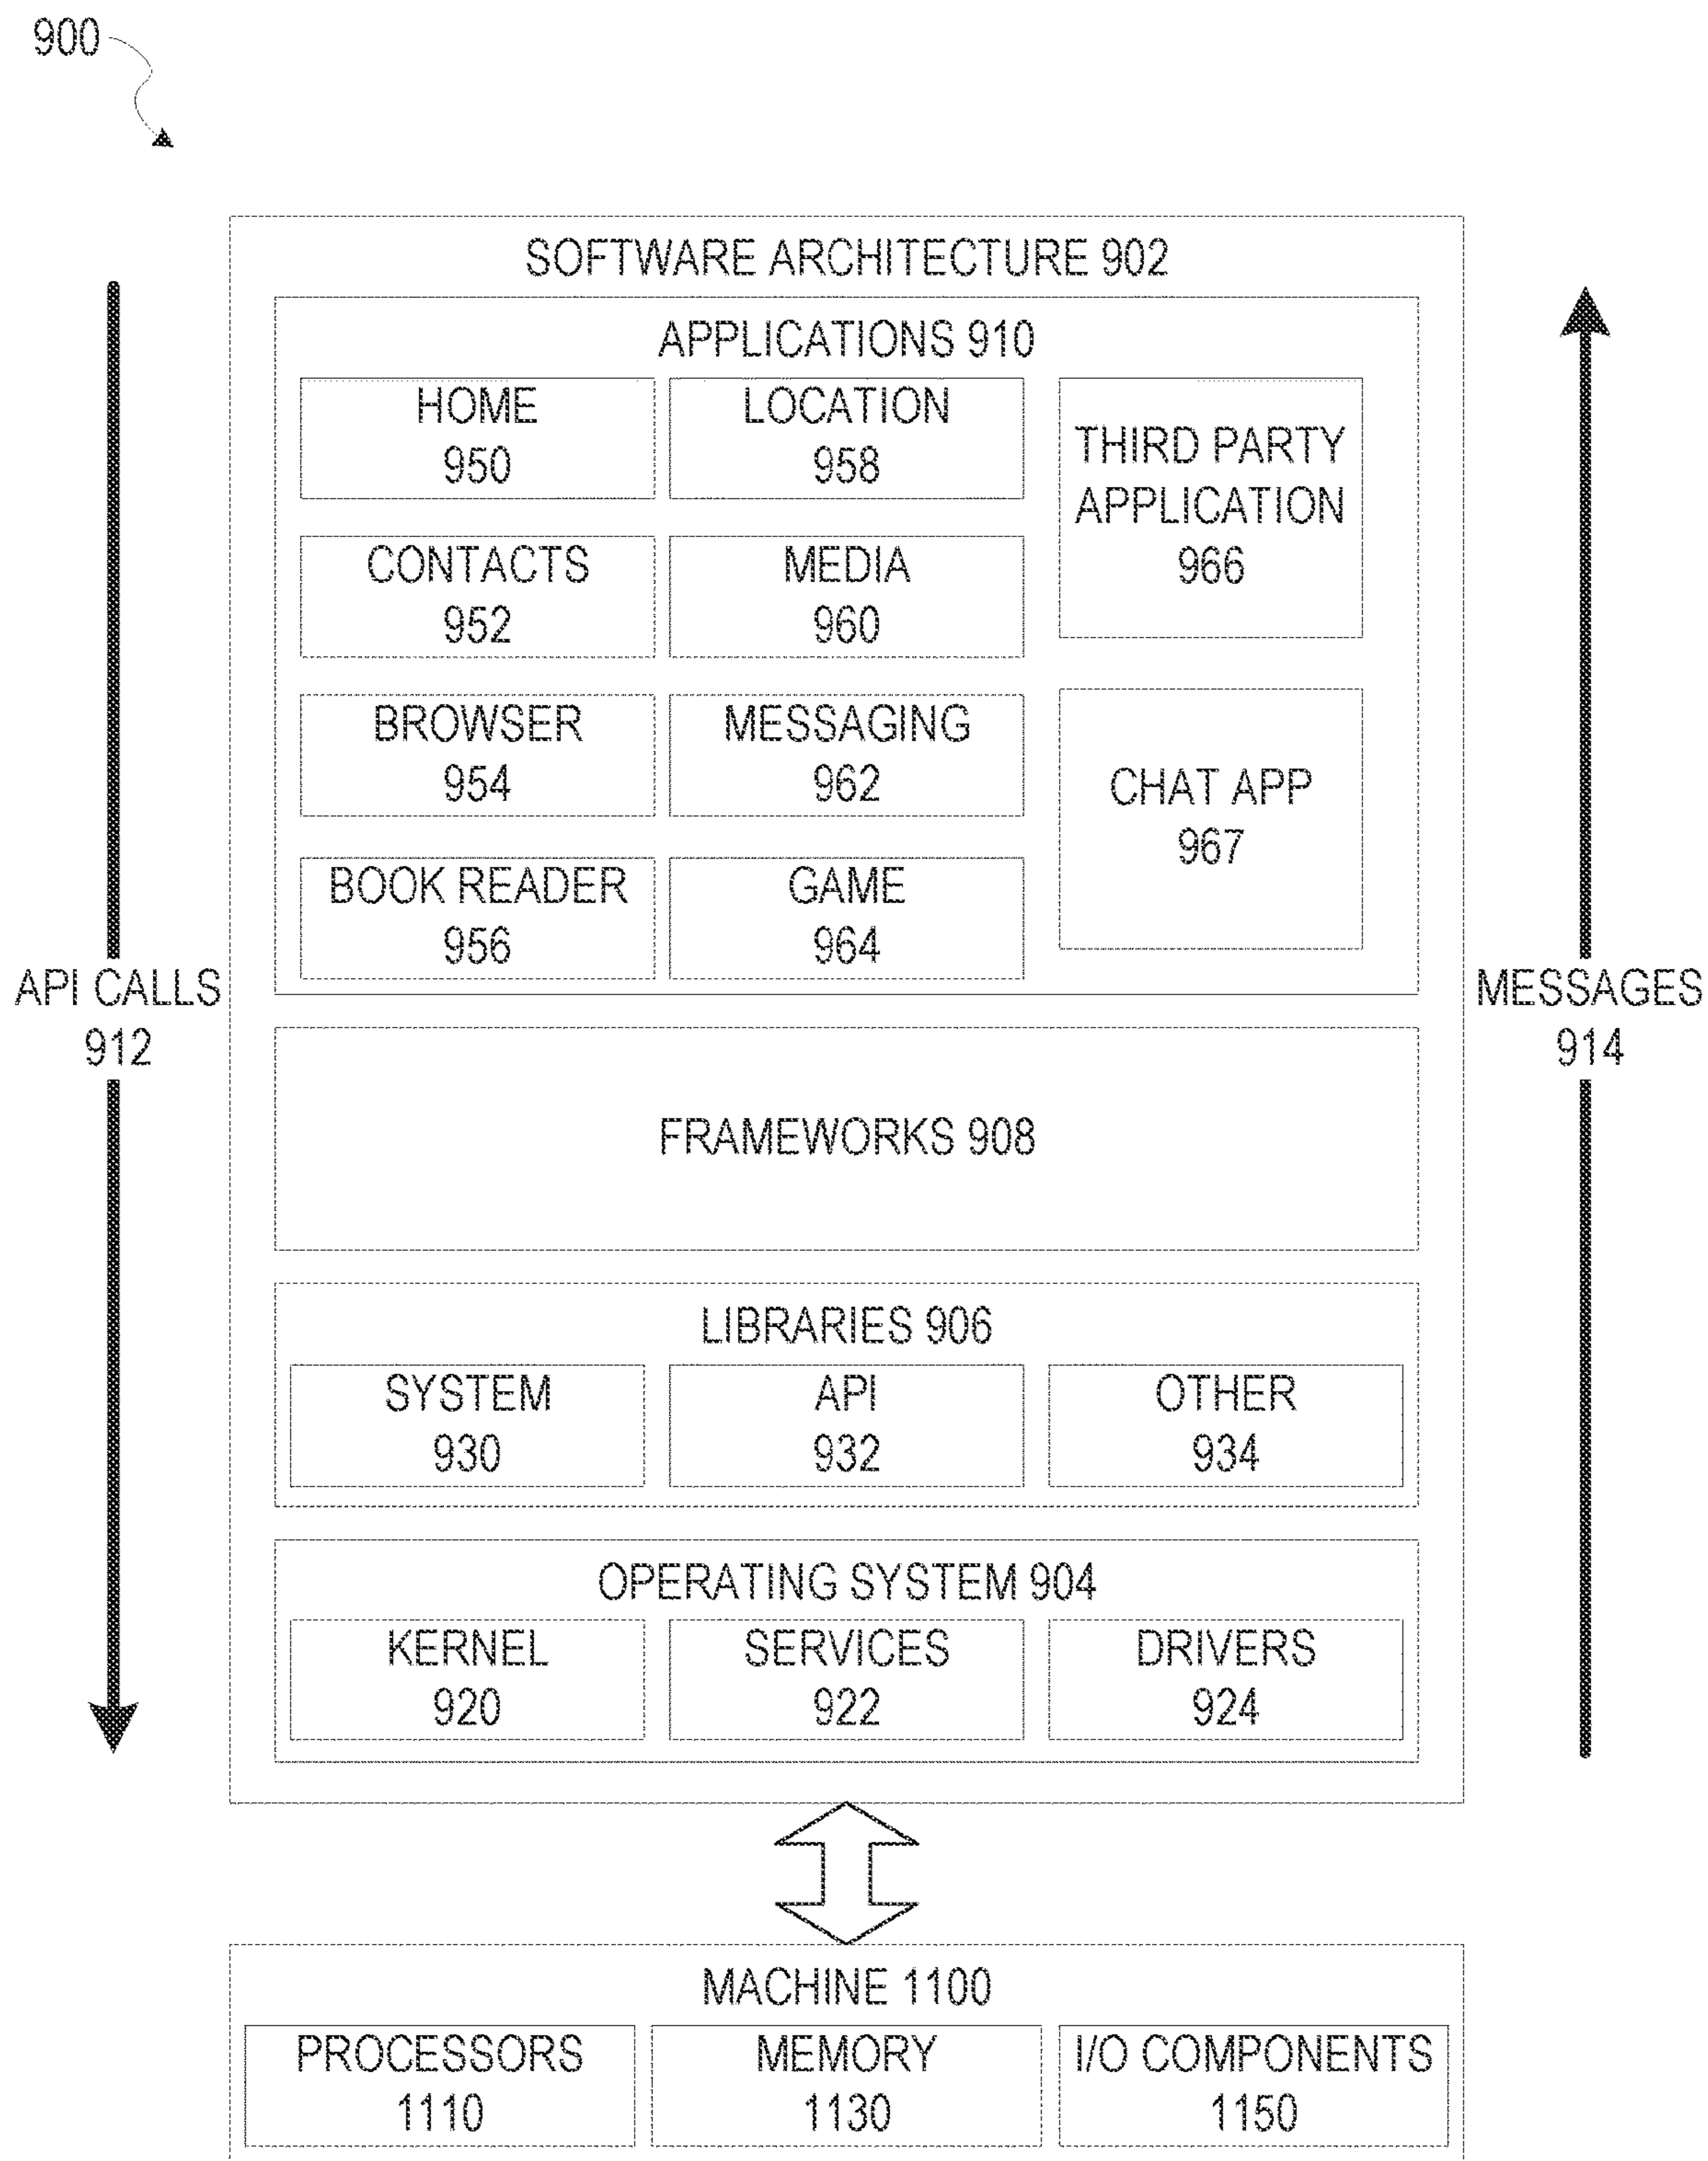 900
SOFTWARE ARCHITECTURE 902
APPLICATIONS 910
HOME
950
LOCATION
958
THIRD PARTY
APPLICATION
966
CONTACTS
952
MEDIA
960
BROWSER
954
MESSAGING
962
CHAT APP
967
BOOK READER
956
GAME
964
API CALLS
912
MESSAGES
914
FRAMEWORKS 908
LIBRARIES 906
SYSTEM
930
API
932
OTHER
934
OPERATING SYSTEM 904
KERNEL
920
SERVICES
922
DRIVERS
924
MACHINE 1100
PROCESSORS
1110
MEMORY
1130
I/O COMPONENTS
1150